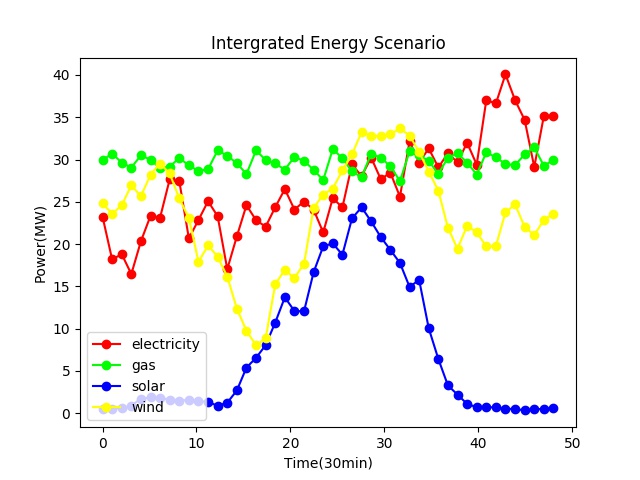 Intergrated Energy Scenario
Power(MW)
40
35
30
25
20
15
10
5
0
electricity
gas
solar
wind
0 10 20 30 40 50
Time(30min)